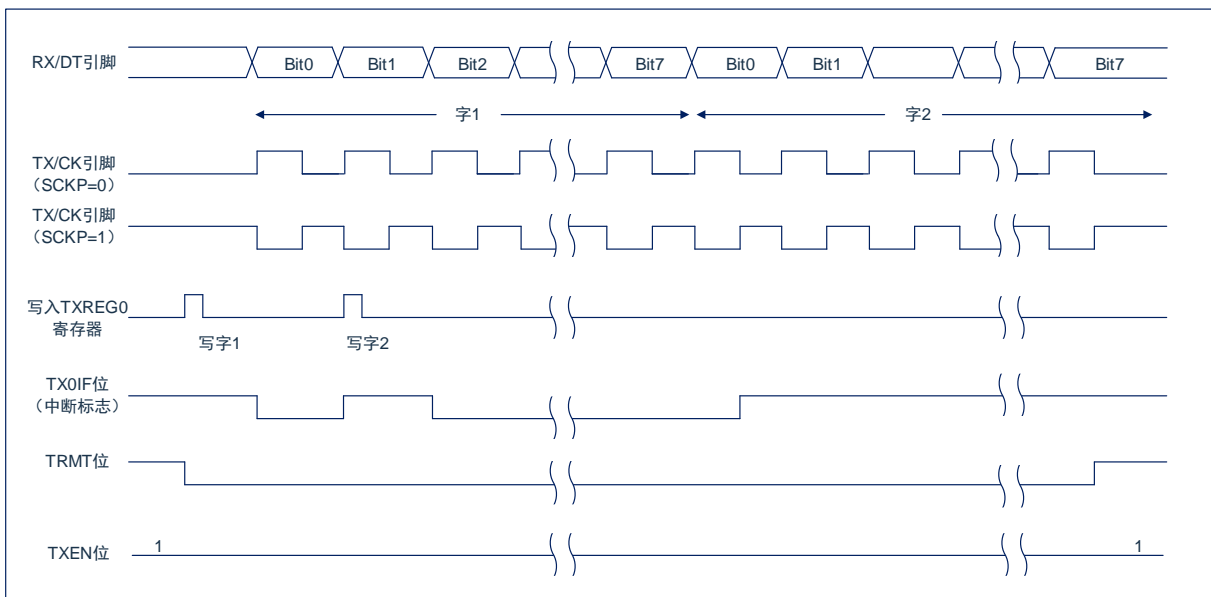 RX/DT引脚
Bit0 Bit1 Bit2 Bit7 Bit0 Bit1 Bit7
字1 字2
TX/CK引脚
（SCKP=0）
TX/CK引脚
（SCKP=1）
写入TXREG0
寄存器
写字1 写字2
TX0IF位
（中断标志）
TRMT位
TXEN位 1 1